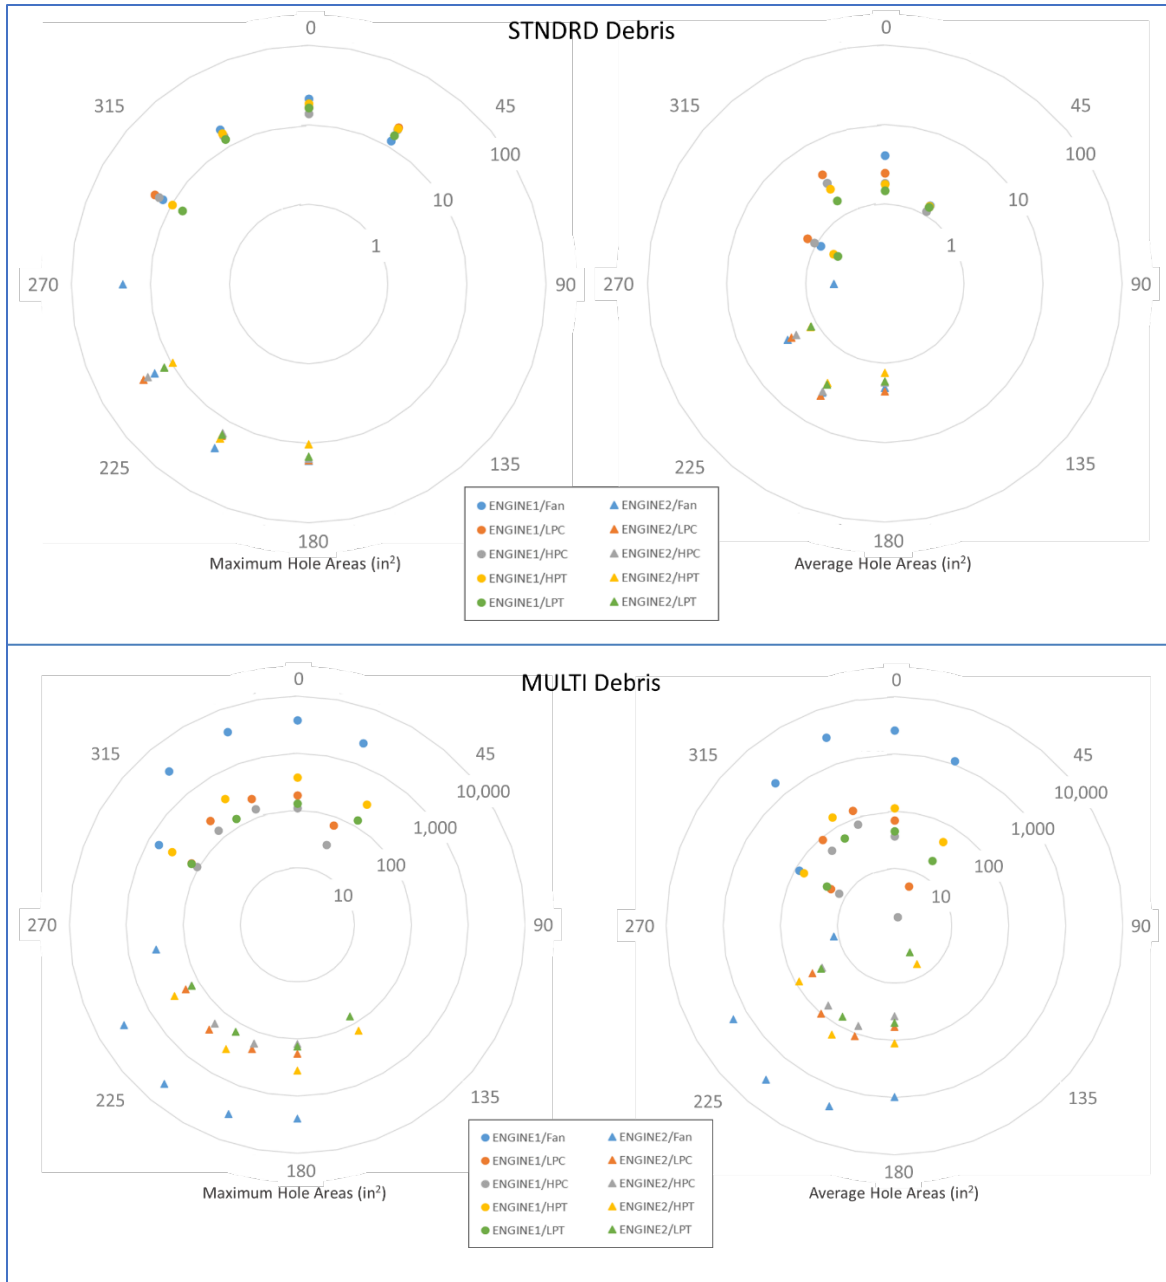 STNDRD Debris
0
315
45
100
10
1
270
90
225
135
180
Maximum Hole Areas (in²)
0
315
45
100
10
1
270
90
225
135
180
Average Hole Areas (in²)
ENGINE1/Fan ENGINE2/Fan
ENGINE1/LPC ENGINE2/LPC
ENGINE1/HPC ENGINE2/HPC
ENGINE1/HPT ENGINE2/HPT
ENGINE1/LPT ENGINE2/LPT
MULTI Debris
0
315
45
10,000
1,000
100
10
270
90
225
135
180
Maximum Hole Areas (in²)
0
315
45
10,000
1,000
100
10
270
90
225
135
180
Average Hole Areas (in²)
ENGINE1/Fan ENGINE2/Fan
ENGINE1/LPC ENGINE2/LPC
ENGINE1/HPC ENGINE2/HPC
ENGINE1/HPT ENGINE2/HPT
ENGINE1/LPT ENGINE2/LPT